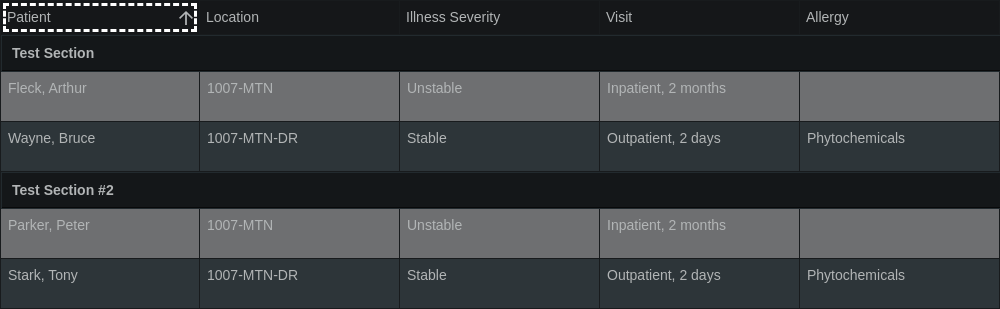 Patient Location Illness Severity Visit Allergy
Test Section
Fleck, Arthur 1007-MTN Unstable Inpatient, 2 months
Wayne, Bruce 1007-MTN-DR Stable Outpatient, 2 days Phytochemicals
Test Section #2
Parker, Peter 1007-MTN Unstable Inpatient, 2 months
Stark, Tony 1007-MTN-DR Stable Outpatient, 2 days Phytochemicals